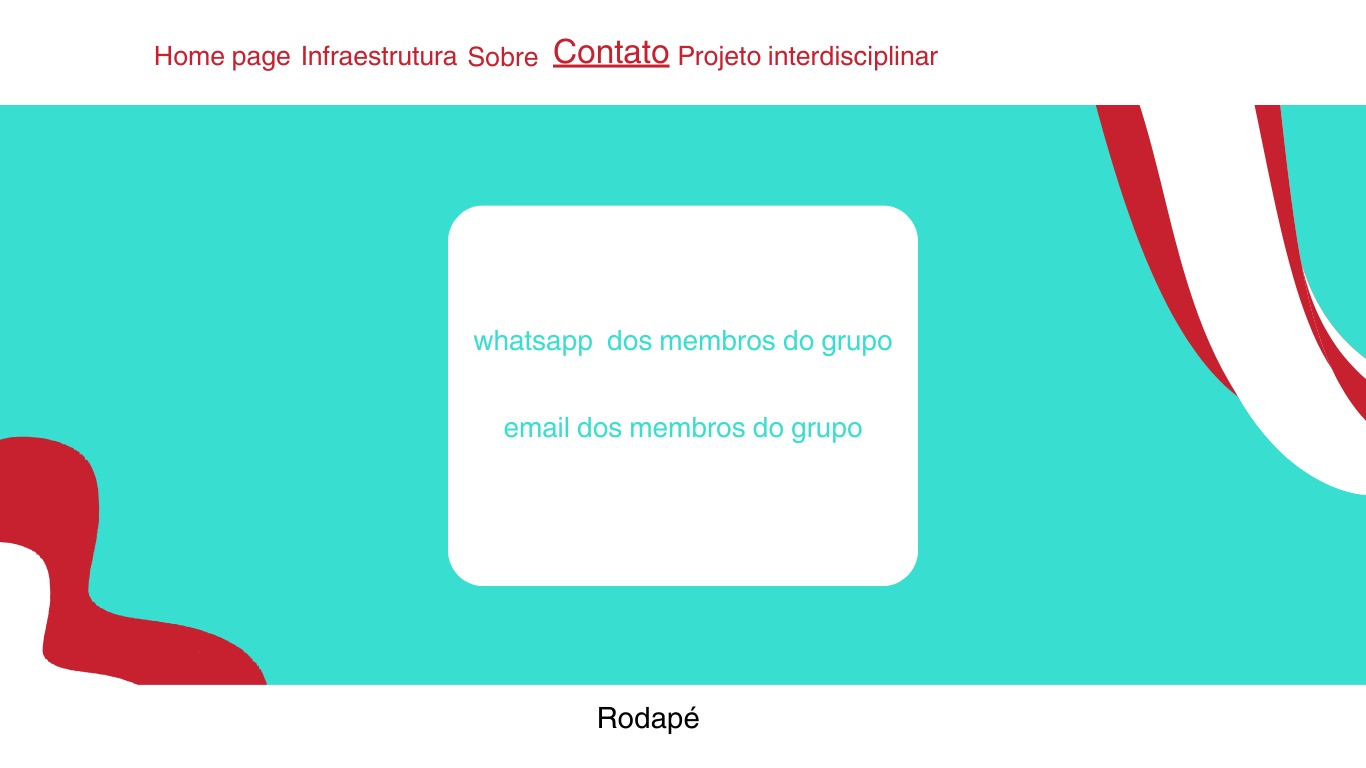 Home page Infraestrutura Sobre Contato Projeto interdisciplinar
whatsapp dos membros do grupo
email dos membros do grupo
Rodapé